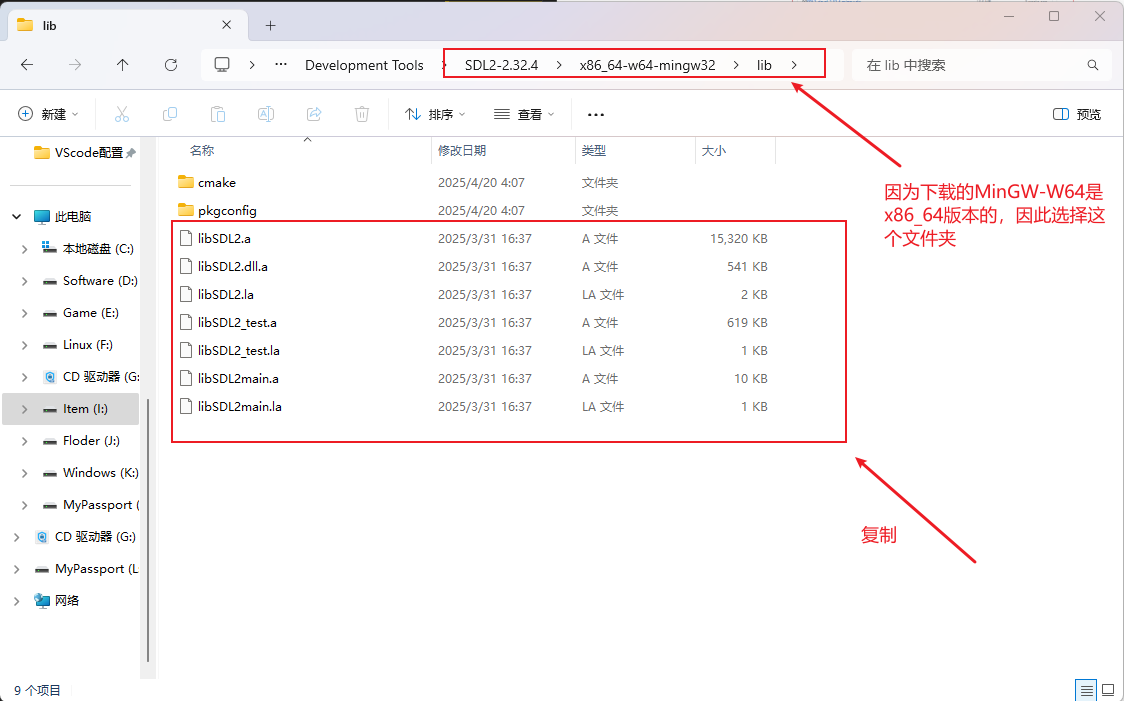 lib
Development Tools
SDL2-2.32.4
x86_64-w64-mingw32
lib
在 lib 中搜索
新建
排序
查看
预览
VScode配置
此电脑
本地磁盘 (C:)
Software (D:)
Game (E:)
Linux (F:)
CD 驱动器 (G:
Item (I:)
Floder (J:)
Windows (K:)
MyPassport (
CD 驱动器 (G:)
MyPassport (L
网络
名称 修改日期 类型 大小
cmake 2025/4/20 4:07 文件夹
pkgconfig 2025/4/20 4:07 文件夹
libSDL2.a 2025/3/31 16:37 A 文件 15,320 KB
libSDL2.dll.a 2025/3/31 16:37 A 文件 541 KB
libSDL2.la 2025/3/31 16:37 LA 文件 2 KB
libSDL2_test.a 2025/3/31 16:37 A 文件 619 KB
libSDL2_test.la 2025/3/31 16:37 LA 文件 1 KB
libSDL2main.a 2025/3/31 16:37 A 文件 10 KB
libSDL2main.la 2025/3/31 16:37 LA 文件 1 KB
因为下载的MinGW-W64是
x86_64版本的，因此选择这
个文件夹
复制
9 个项目